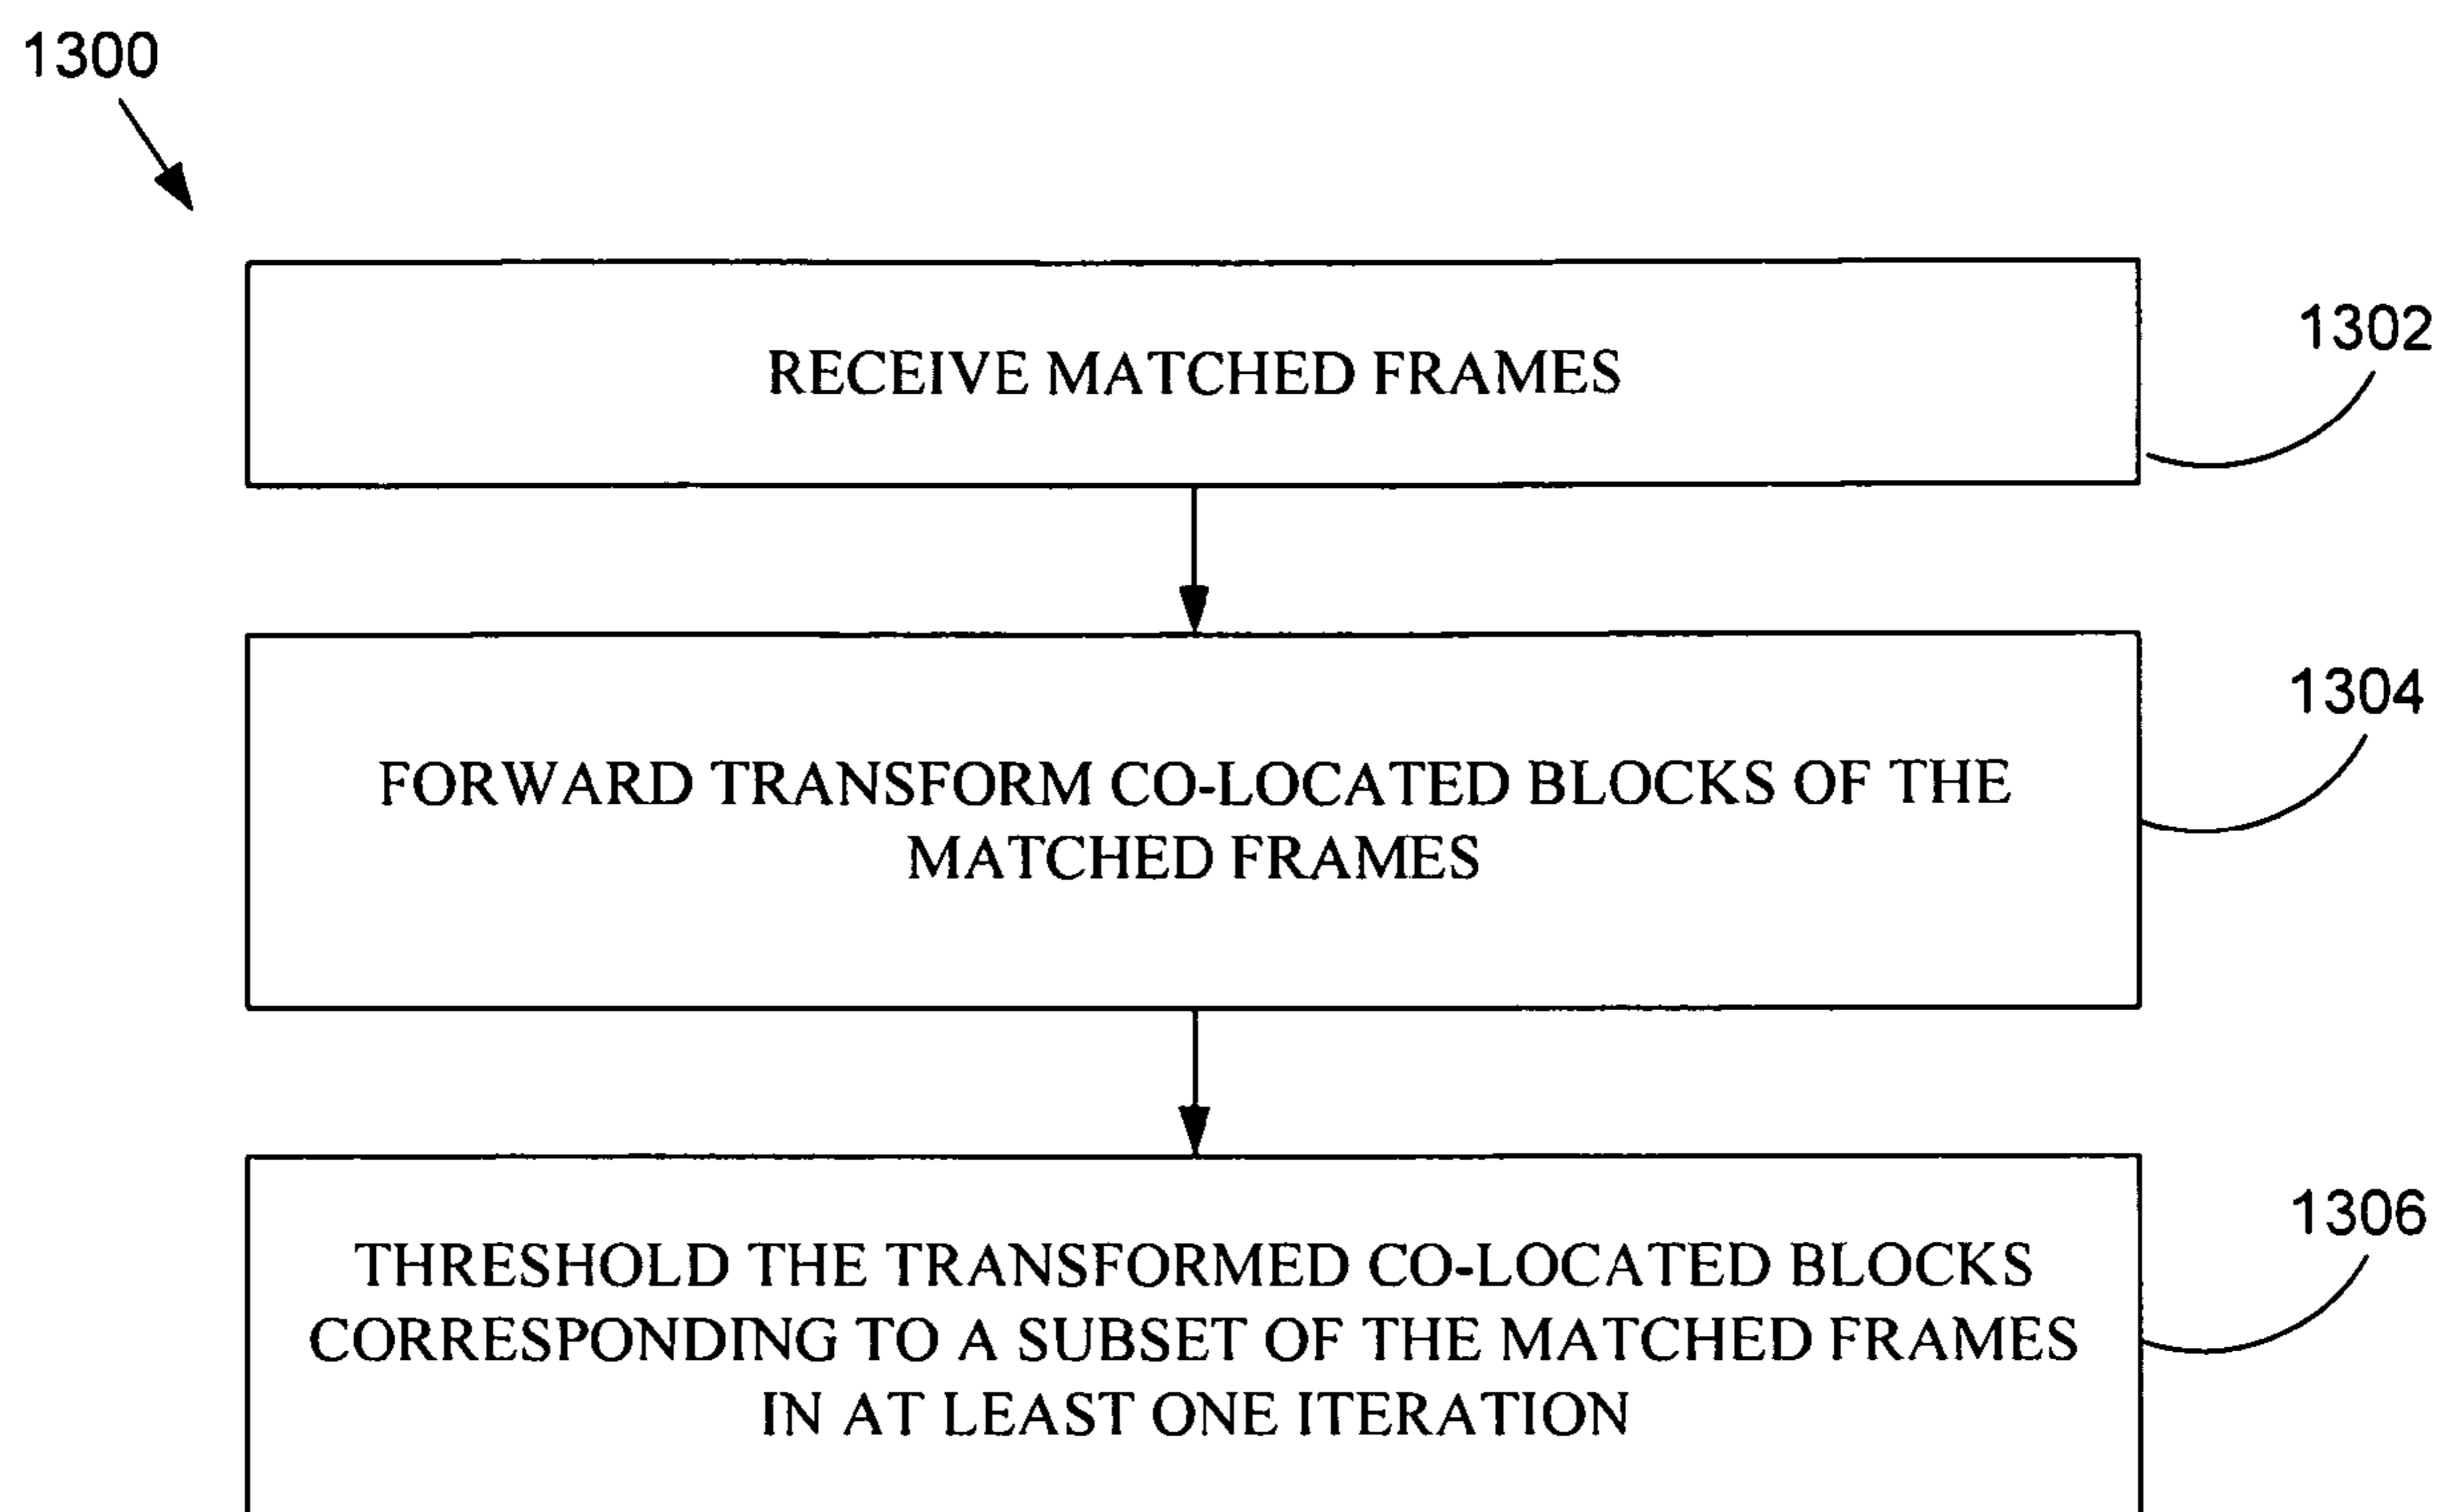 1300
RECEIVE MATCHED FRAMES
1302
FORWARD TRANSFORM CO-LOCATED BLOCKS OF THE
MATCHED FRAMES
1304
THRESHOLD THE TRANSFORMED CO-LOCATED BLOCKS
CORRESPONDING TO A SUBSET OF THE MATCHED FRAMES
IN AT LEAST ONE ITERATION
1306